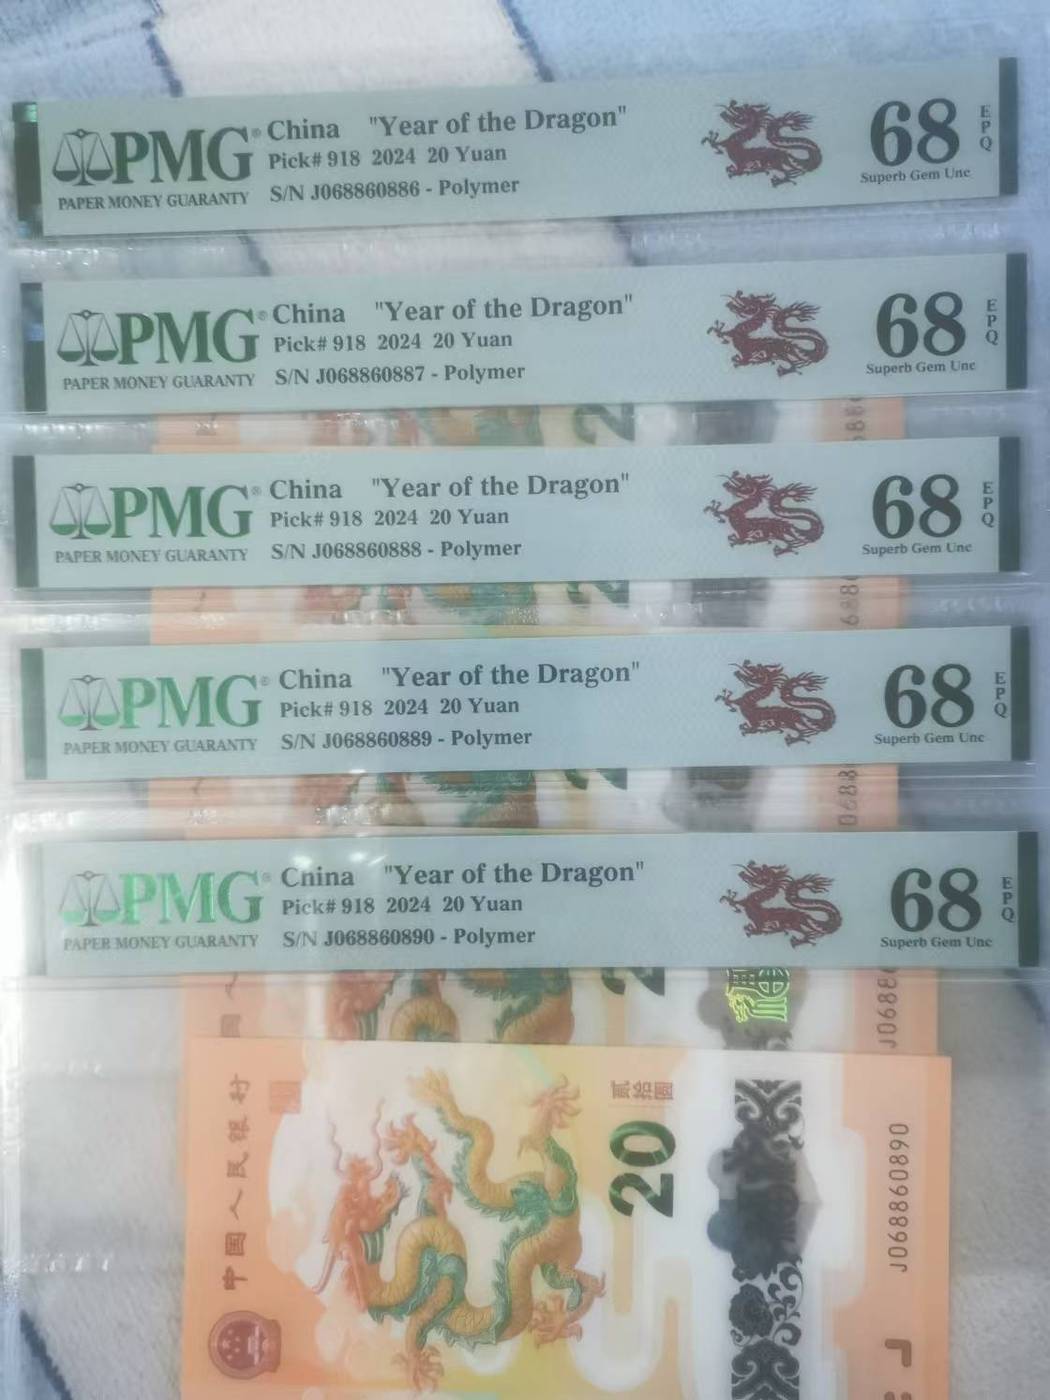 PMG® China "Year of the Dragon" 68 EPQ
Pick# 918 2024 20 Yuan
PAPER MONEY GUARANTY S/N J068860886 - Polymer Superb Gem Unc
PMG® China "Year of the Dragon" 68 EPQ
Pick# 918 2024 20 Yuan
PAPER MONEY GUARANTY S/N J068860887 - Polymer Superb Gem Unc
PMG® China "Year of the Dragon" 68 EPQ
Pick# 918 2024 20 Yuan
PAPER MONEY GUARANTY S/N J068860888 - Polymer Superb Gem Unc
PMG® China "Year of the Dragon" 68 EPQ
Pick# 918 2024 20 Yuan
PAPER MONEY GUARANTY S/N J068860889 - Polymer Superb Gem Unc
PMG® China "Year of the Dragon" 68 EPQ
Pick# 918 2024 20 Yuan
PAPER MONEY GUARANTY S/N J068860890 - Polymer Superb Gem Unc
中国人民银行
贰拾圆
20
J068860890